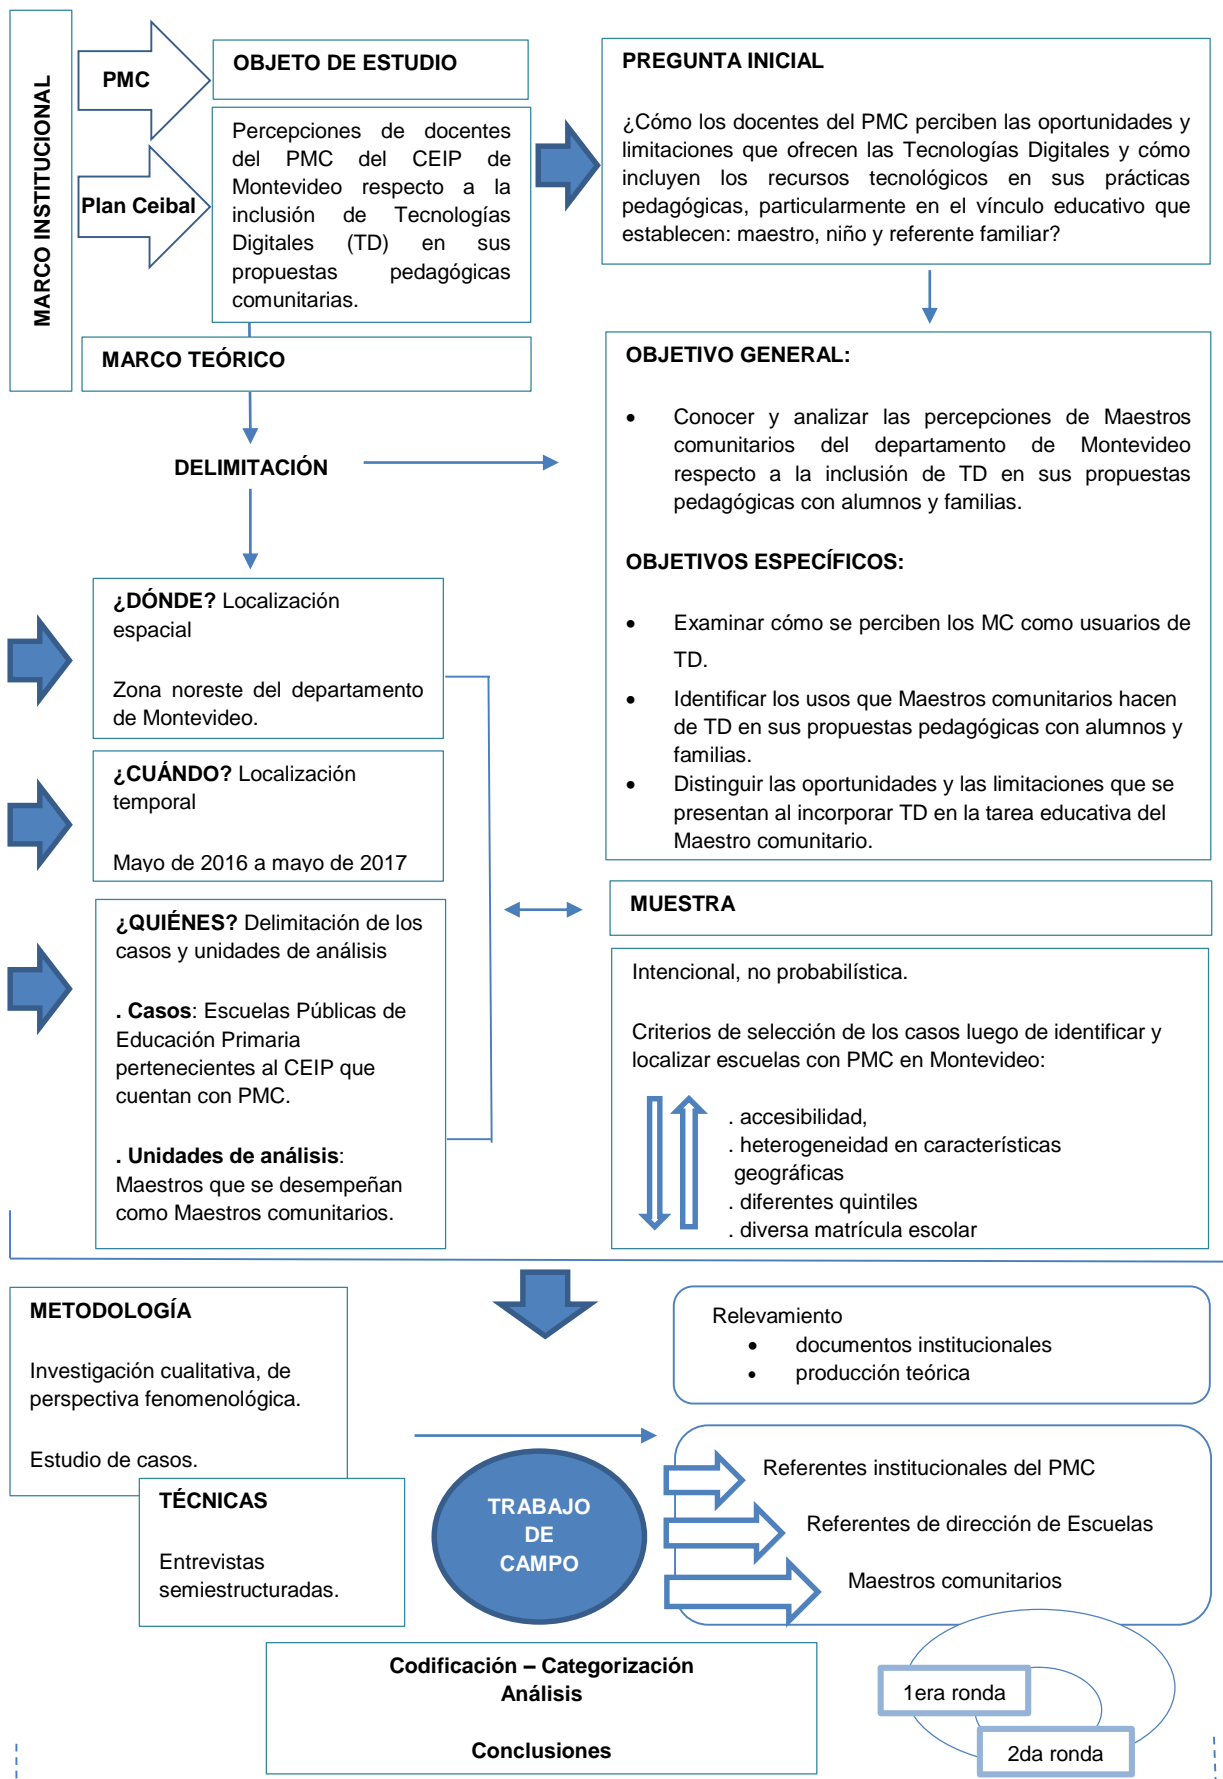 MARCO INSTITUCIONAL
PMC
Plan Ceibal
OBJETO DE ESTUDIO
Percepciones de docentes
del PMC del CEIP de
Montevideo respecto a la
inclusión de Tecnologías
Digitales (TD) en sus
propuestas pedagógicas
comunitarias.
PREGUNTA INICIAL
¿Cómo los docentes del PMC perciben las oportunidades y
limitaciones que ofrecen las Tecnologías Digitales y cómo
incluyen los recursos tecnológicos en sus prácticas
pedagógicas, particularmente en el vínculo educativo que
establecen: maestro, niño y referente familiar?
MARCO TEÓRICO
DELIMITACIÓN
OBJETIVO GENERAL:
• Conocer y analizar las percepciones de Maestros
comunitarios del departamento de Montevideo
respecto a la inclusión de TD en sus propuestas
pedagógicas con alumnos y familias.
OBJETIVOS ESPECÍFICOS:
• Examinar cómo se perciben los MC como usuarios de
TD.
• Identificar los usos que Maestros comunitarios hacen
de TD en sus propuestas pedagógicas con alumnos y
familias.
• Distinguir las oportunidades y las limitaciones que se
presentan al incorporar TD en la tarea educativa del
Maestro comunitario.
¿DÓNDE? Localización
espacial
Zona noreste del departamento
de Montevideo.
¿CUÁNDO? Localización
temporal
Mayo de 2016 a mayo de 2017
¿QUIÉNES? Delimitación de los
casos y unidades de análisis
. Casos: Escuelas Públicas de
Educación Primaria
pertenecientes al CEIP que
cuentan con PMC.
. Unidades de análisis:
Maestros que se desempeñan
como Maestros comunitarios.
MUESTRA
Intencional, no probabilística.
Criterios de selección de los casos luego de identificar y
localizar escuelas con PMC en Montevideo:
. accesibilidad,
. heterogeneidad en características
geográficas
. diferentes quintiles
. diversa matrícula escolar
METODOLOGÍA
Investigación cualitativa, de
perspectiva fenomenológica.
Estudio de casos.
TÉCNICAS
Entrevistas
semiestructuradas.
TRABAJO
DE
CAMPO
Relevamiento
• documentos institucionales
• producción teórica
Referentes institucionales del PMC
Referentes de dirección de Escuelas
Maestros comunitarios
1era ronda
2da ronda
Codificación – Categorización
Análisis
Conclusiones